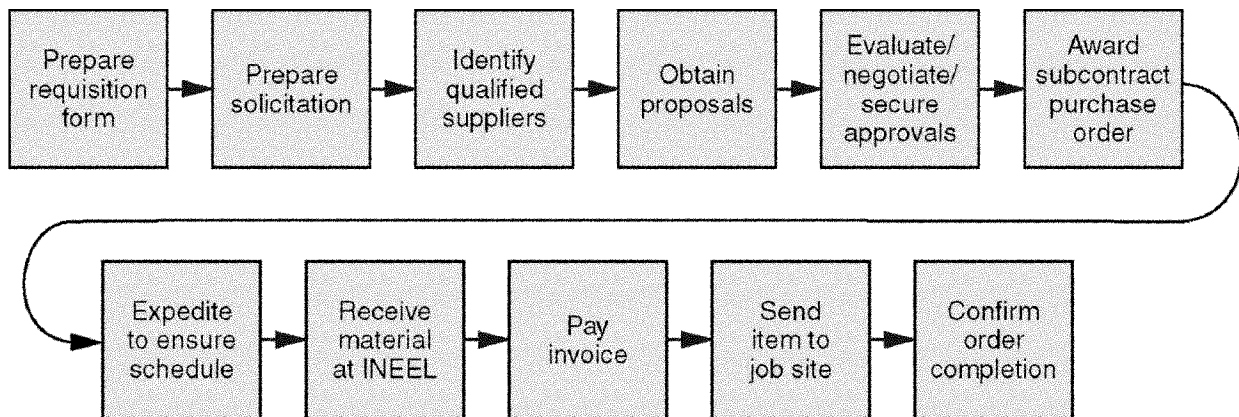 Prepare
requisition
form
Prepare
solicitation
Identify
qualified
suppliers
Obtain
proposals
Evaluate/
negotiate/
secure
approvals
Award
subcontract
purchase
order
Expedite
to ensure
schedule
Receive
material
at INEEL
Pay
invoice
Send
item to
job site
Confirm
order
completion